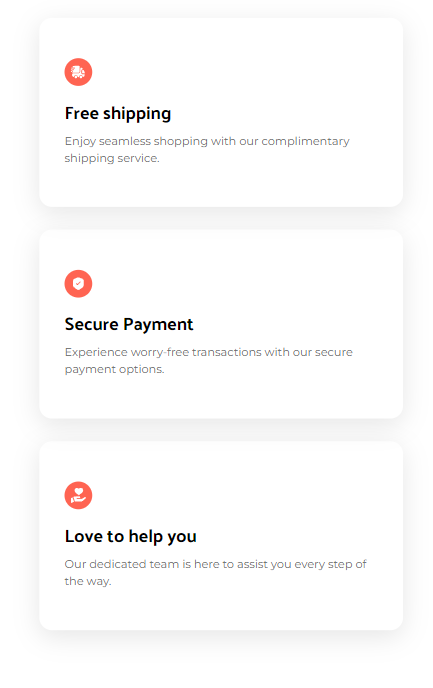 Free shipping
Enjoy seamless shopping with our complimentary
shipping service.
Secure Payment
Experience worry-free transactions with our secure
payment options.
Love to help you
Our dedicated team is here to assist you every step of
the way.